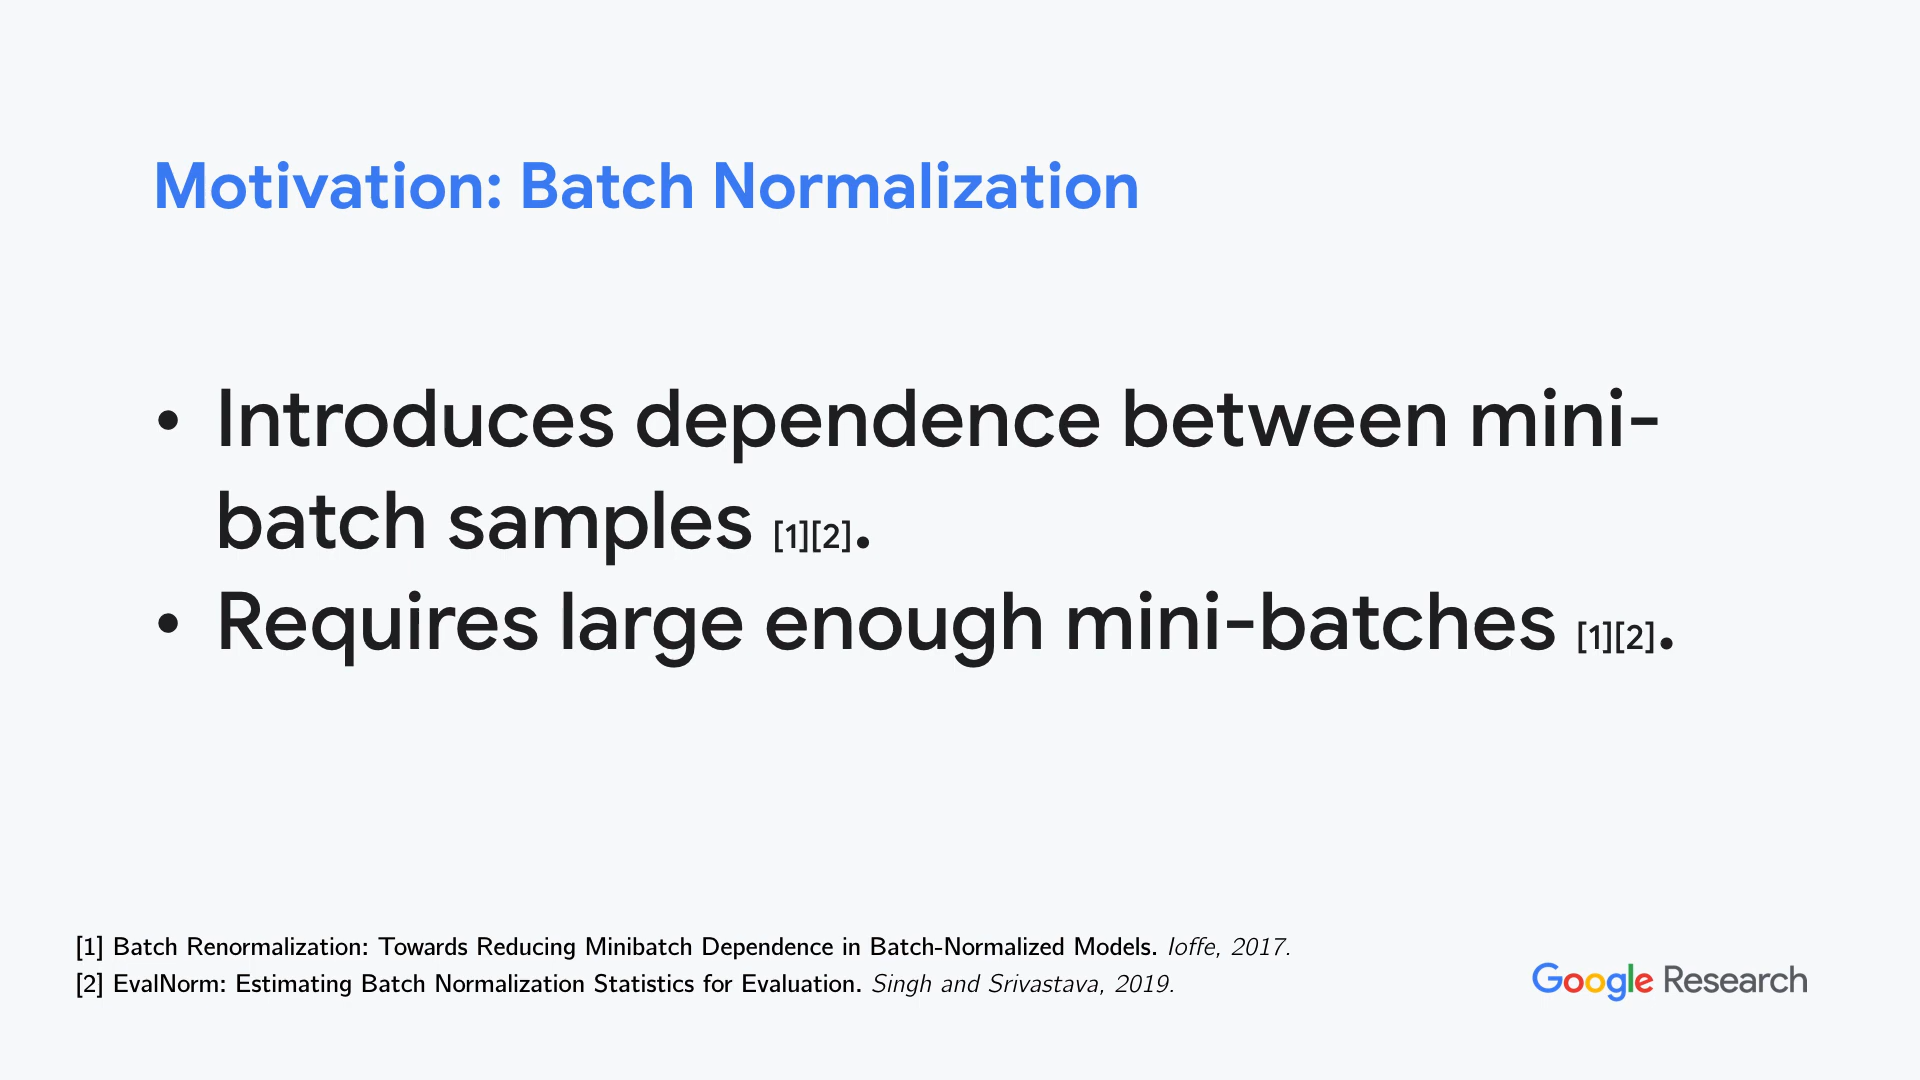 Motivation: Batch Normalization
• Introduces dependence between mini-
batch samples [1][2].
• Requires large enough mini-batches [1][2].
[1] Batch Renormalization: Towards Reducing Minibatch Dependence in Batch-Normalized Models. Ioffe, 2017.
[2] EvalNorm: Estimating Batch Normalization Statistics for Evaluation. Singh and Srivastava, 2019.
Google Research